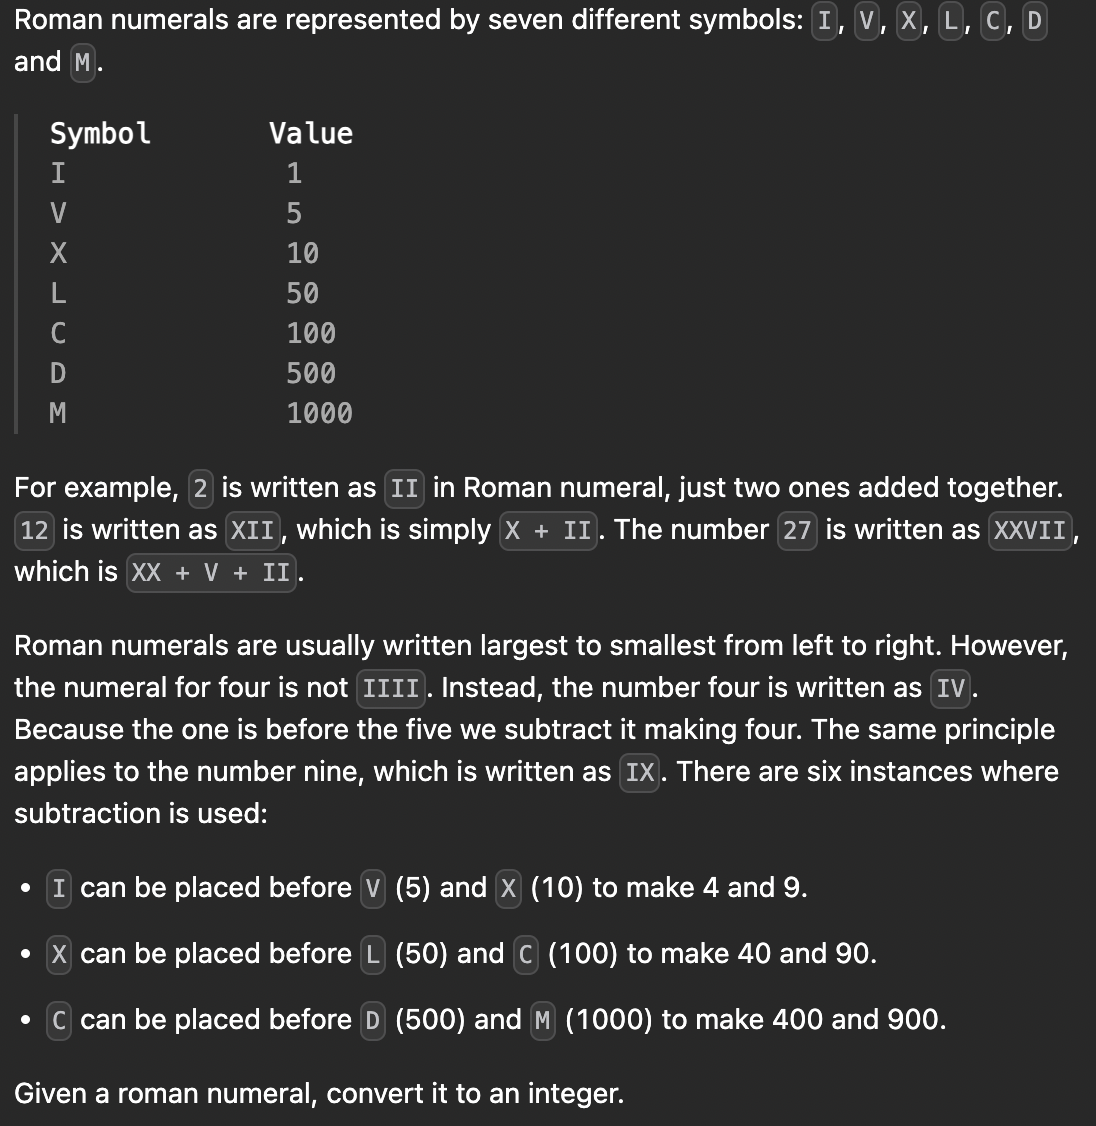 Roman numerals are represented by seven different symbols: I, V, X, L, C, D
and M.
Symbol Value
I 1
V 5
X 10
L 50
C 100
D 500
M 1000
For example, 2 is written as II in Roman numeral, just two ones added together.
12 is written as XII, which is simply X + II. The number 27 is written as XXVII,
which is XX + V + II.
Roman numerals are usually written largest to smallest from left to right. However,
the numeral for four is not IIII. Instead, the number four is written as IV.
Because the one is before the five we subtract it making four. The same principle
applies to the number nine, which is written as IX. There are six instances where
subtraction is used:
• I can be placed before V (5) and X (10) to make 4 and 9.
• X can be placed before L (50) and C (100) to make 40 and 90.
• C can be placed before D (500) and M (1000) to make 400 and 900.
Given a roman numeral, convert it to an integer.